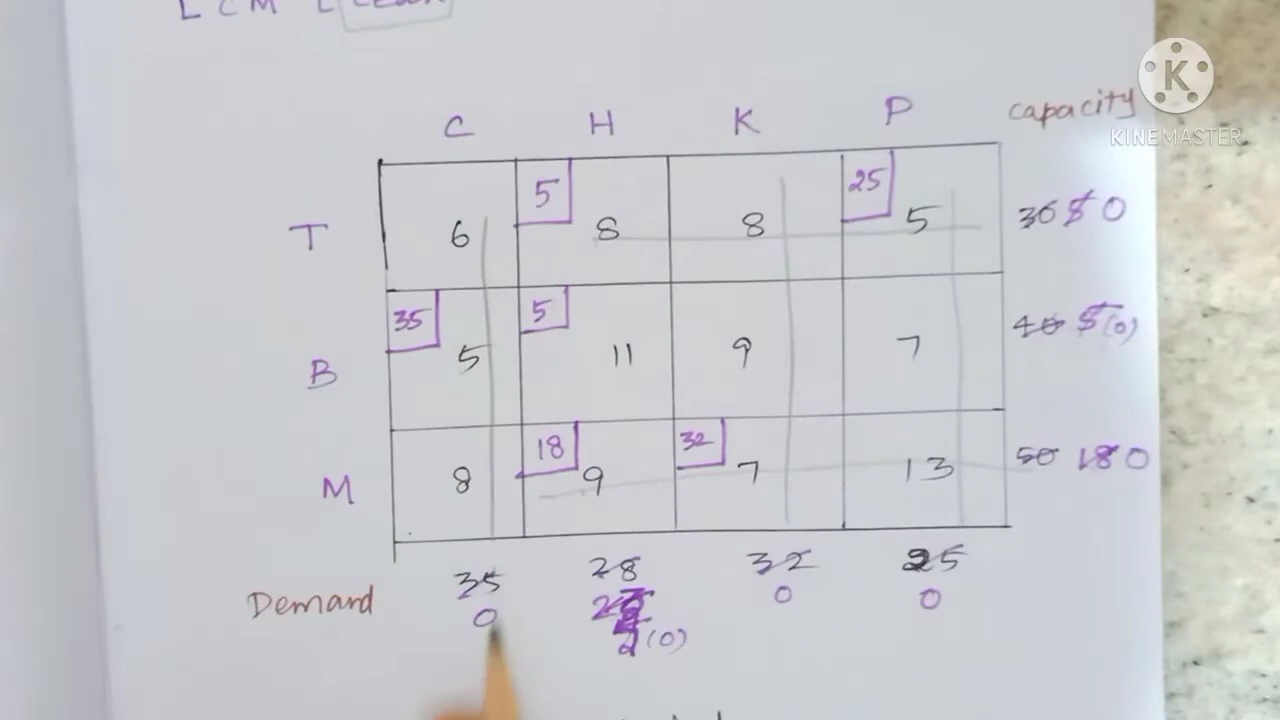 LCM Lcean
K
KINEMASTER
C H K P capacity
T 6 5 8 8 25 5 30 5 0
B 35 5 5 11 9 7 40 5 (0)
M 8 18 9 32 7 13 50 18 0
Demand 35 28 32 25
0 0 0
2 (0)